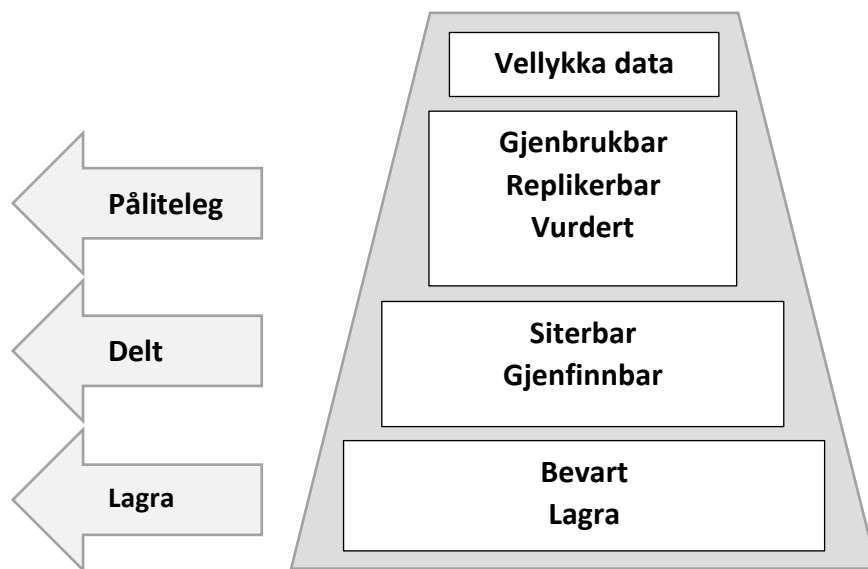 Vellykka data
Gjenbrukbar
Replikerbar
Vurdert
Påliteleg
Siterbar
Gjenfinnbar
Delt
Bevart
Lagra
Lagra